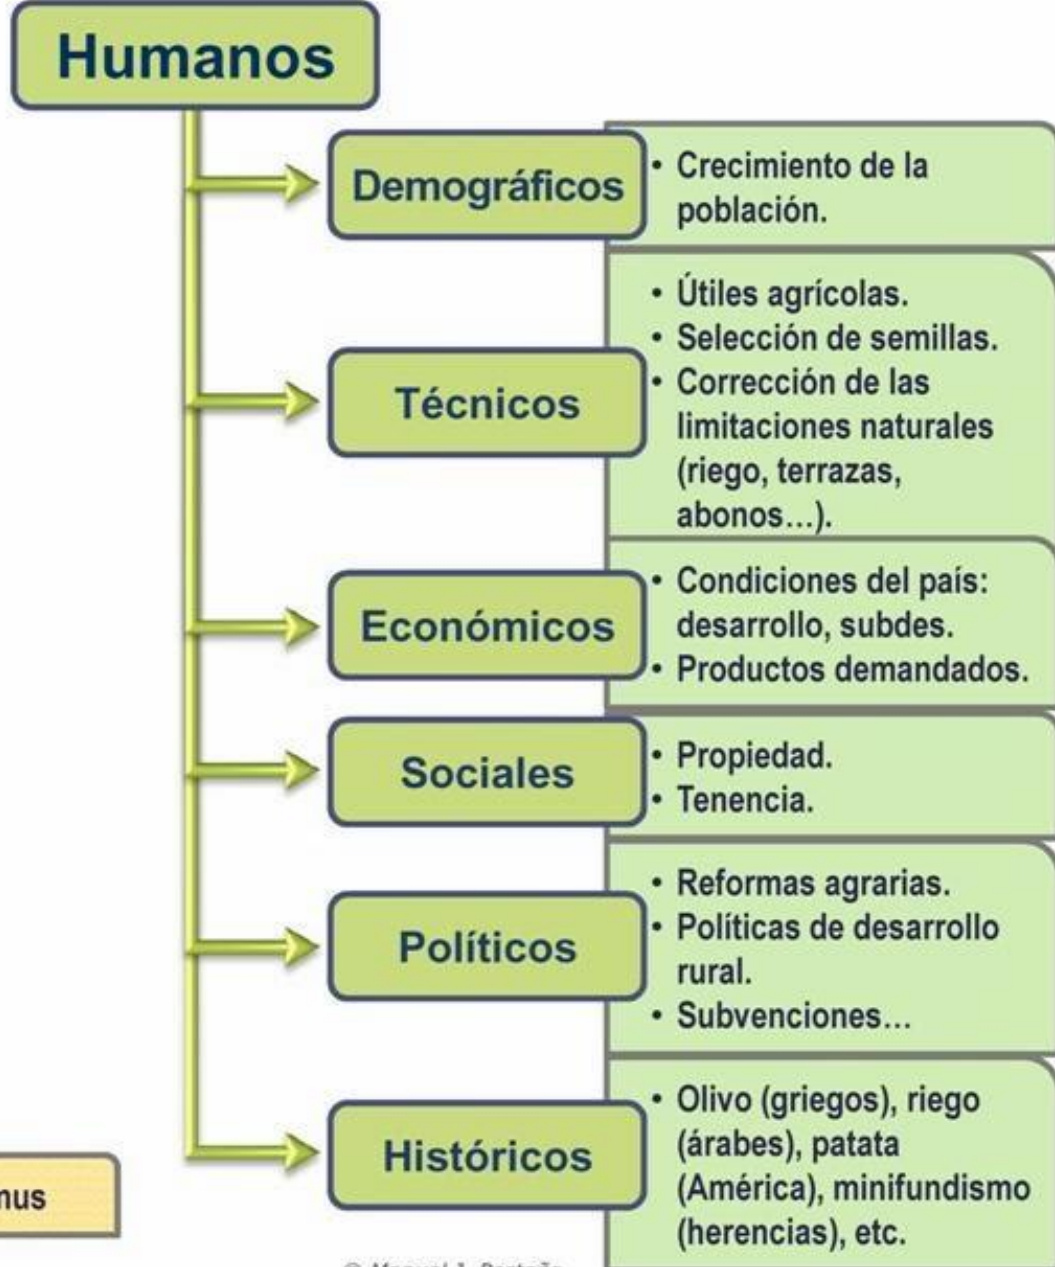 Humanos
Demográficos
• Crecimiento de la
población.
Técnicos
• Útiles agrícolas.
• Selección de semillas.
• Corrección de las
limitaciones naturales
(riego, terrazas,
abonos…).
Económicos
• Condiciones del país:
desarrollo, subdes.
• Productos demandados.
Sociales
• Propiedad.
• Tenencia.
Políticos
• Reformas agrarias.
• Políticas de desarrollo
rural.
• Subvenciones…
Históricos
• Olivo (griegos), riego
(árabes), patata
(América), minifundismo
(herencias), etc.